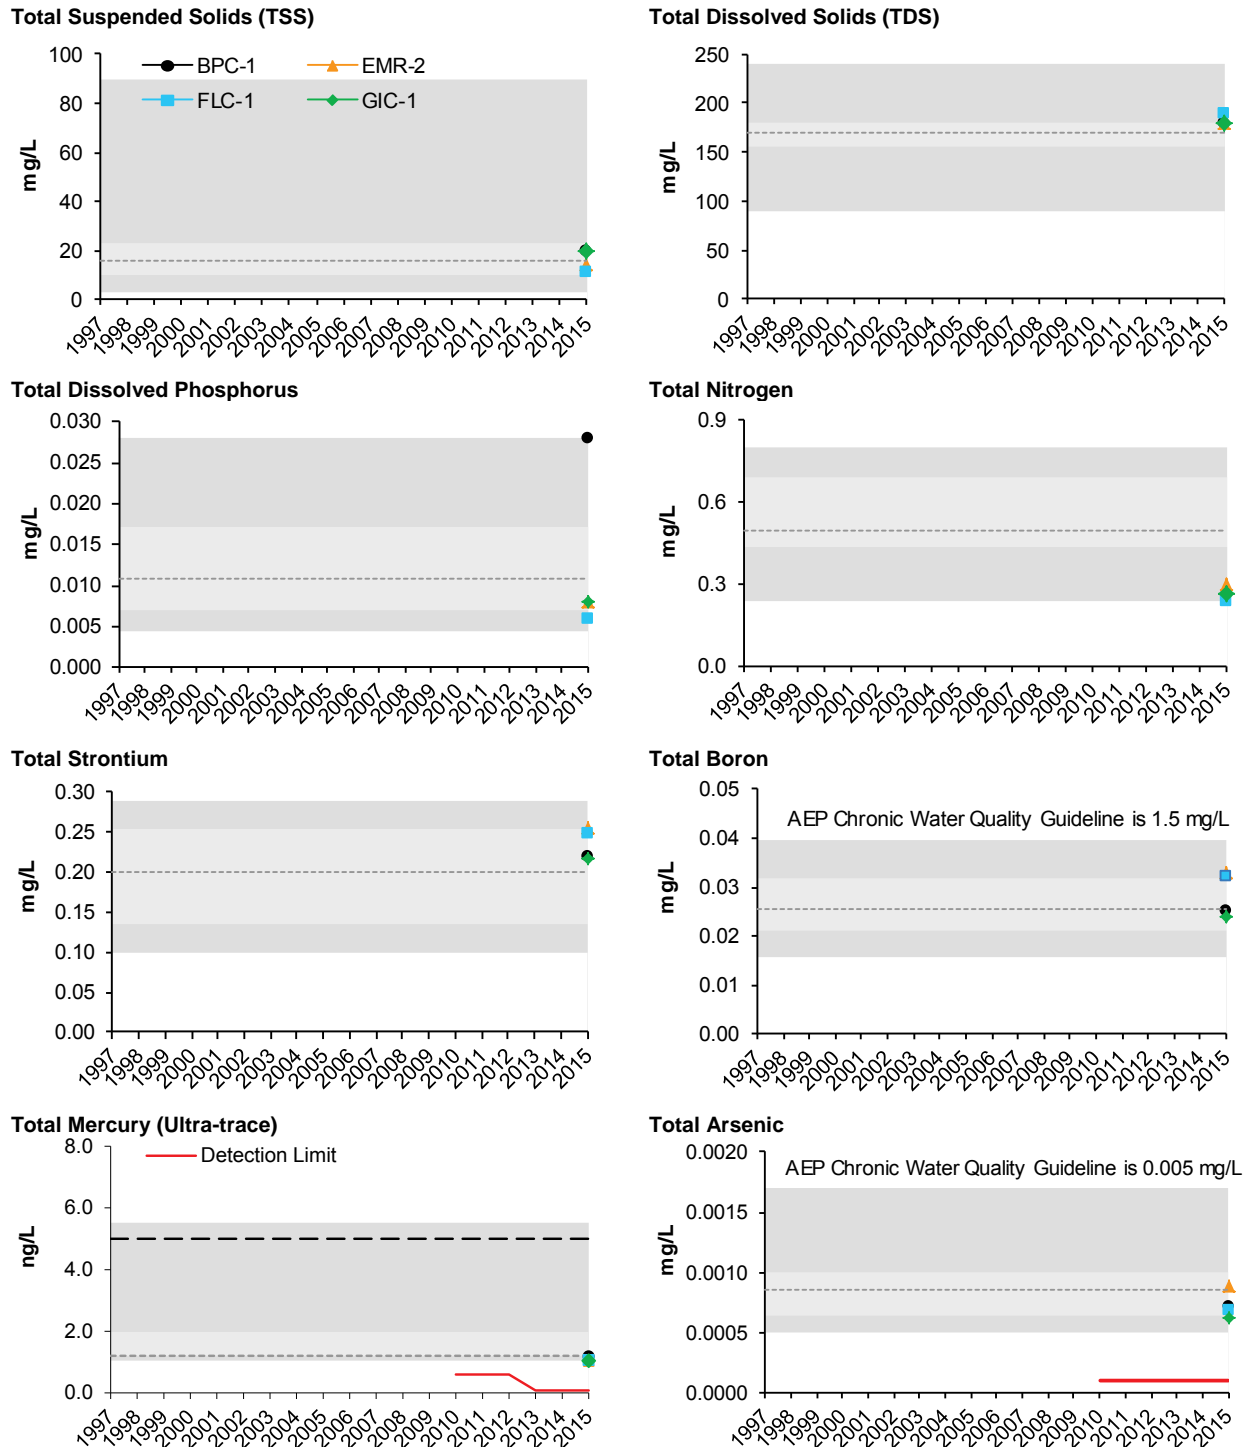 Total Suspended Solids (TSS)
100
80
60
40
20
0
mg/L
BPC-1
EMR-2
FLC-1
GIC-1
1997 1998 1999 2000 2001 2002 2003 2004 2005 2006 2007 2008 2009 2010 2011 2012 2013 2014 2015
Total Dissolved Solids (TDS)
250
200
150
100
50
0
mg/L
1997 1998 1999 2000 2001 2002 2003 2004 2005 2006 2007 2008 2009 2010 2011 2012 2013 2014 2015
Total Dissolved Phosphorus
0.030
0.025
0.020
0.015
0.010
0.005
0.000
mg/L
1997 1998 1999 2000 2001 2002 2003 2004 2005 2006 2007 2008 2009 2010 2011 2012 2013 2014 2015
Total Nitrogen
0.9
0.6
0.3
0.0
mg/L
1997 1998 1999 2000 2001 2002 2003 2004 2005 2006 2007 2008 2009 2010 2011 2012 2013 2014 2015
Total Strontium
0.30
0.25
0.20
0.15
0.10
0.05
0.00
mg/L
1997 1998 1999 2000 2001 2002 2003 2004 2005 2006 2007 2008 2009 2010 2011 2012 2013 2014 2015
Total Boron
0.05
0.04
0.03
0.02
0.01
0.00
mg/L
AEP Chronic Water Quality Guideline is 1.5 mg/L
1997 1998 1999 2000 2001 2002 2003 2004 2005 2006 2007 2008 2009 2010 2011 2012 2013 2014 2015
Total Mercury (Ultra-trace)
8.0
6.0
4.0
2.0
0.0
ng/L
Detection Limit
1997 1998 1999 2000 2001 2002 2003 2004 2005 2006 2007 2008 2009 2010 2011 2012 2013 2014 2015
Total Arsenic
0.0020
0.0015
0.0010
0.0005
0.0000
mg/L
AEP Chronic Water Quality Guideline is 0.005 mg/L
1997 1998 1999 2000 2001 2002 2003 2004 2005 2006 2007 2008 2009 2010 2011 2012 2013 2014 2015